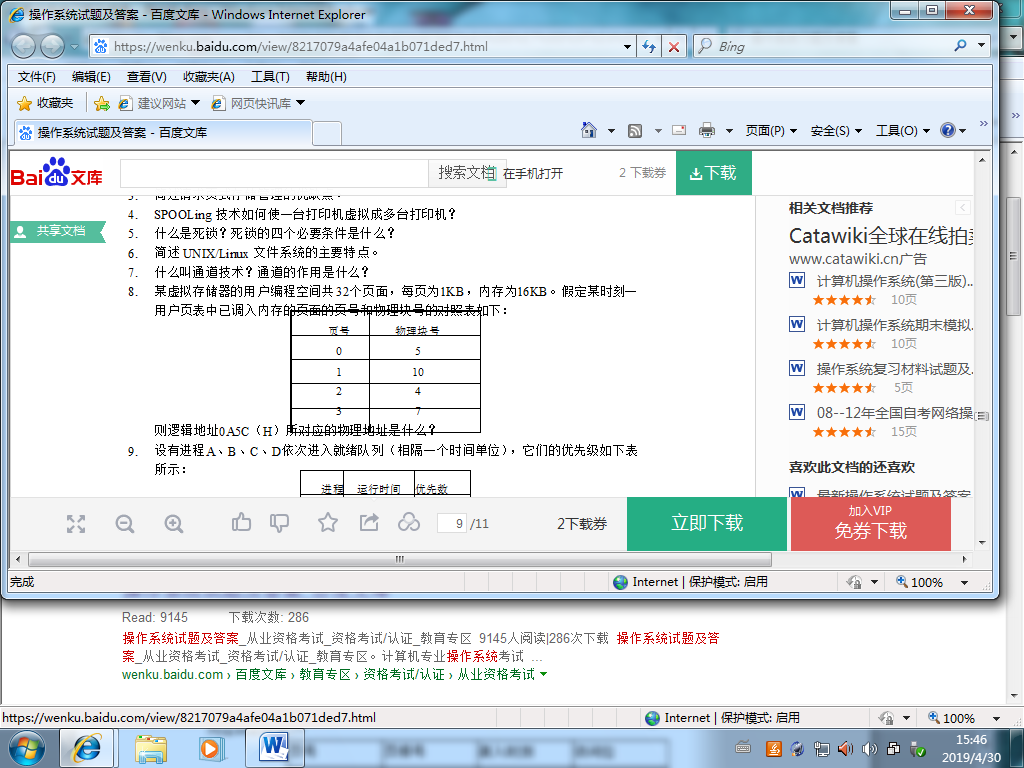 操作系统试题及答案 - 百度文库 - Windows Internet Explorer
https://wenku.baidu.com/view/8217079a4afe04a1b071ded7.html
Bing
文件(F) 编辑(E) 查看(V) 收藏夹(A) 工具(T) 帮助(H)
收藏夹 建议网站 网页快讯库
操作系统试题及答案 - 百度文库
页面(P) 安全(S) 工具(O)
Bai du 文库
搜索文档 在手机打开
2 下载券
下载
共享文档
4. SPOOLing 技术如何使一台打印机虚拟成多台打印机？
5. 什么是死锁？死锁的四个必要条件是什么？
6. 简述 UNIX/Linux 文件系统的主要特点。
7. 什么叫通道技术？通道的作用是什么？
8. 某虚拟存储器的用户编程空间共 32个页面，每页为1KB，内存为16KB。假定某时刻一
用户页表中已调入内存的页面的页号和物理块号的对照表如下：
页号 物理块号
0 5
1 10
2 4
3 7
则逻辑地址0A5C（H）所对应的物理地址是什么？
9. 设有进程 A、B、C、D依次进入就绪队列（相隔一个时间单位），它们的优先级如下表
所示：
进程 运行时间 优先数
相关文档推荐
Catawiki全球在线拍卖
www.catawiki.cn广告
计算机操作系统(第三版)..
10页
计算机操作系统期末模拟.
10页
操作系统复习材料试题及.
5页
08--12年全国自考网络操
15页
喜欢此文档的还喜欢
最新操作系统试题及答案
9 /11
2下载券
立即下载
加入VIP
免券下载
完成
Internet | 保护模式: 启用
100%
Read: 9145 下载次数: 286
操作系统试题及答案_从业资格考试_资格考试/认证_教育专区 9145人阅读|286次下载 操作系统试题及答
案_从业资格考试_资格考试/认证_教育专区。计算机专业操作系统考试 ...
wenku.baidu.com › 百度文库 › 教育专区 › 资格考试/认证 › 从业资格考试
https://wenku.baidu.com/view/8217079a4afe04a1b071ded7.html
Internet | 保护模式: 启用
100%
15:46
2019/4/30